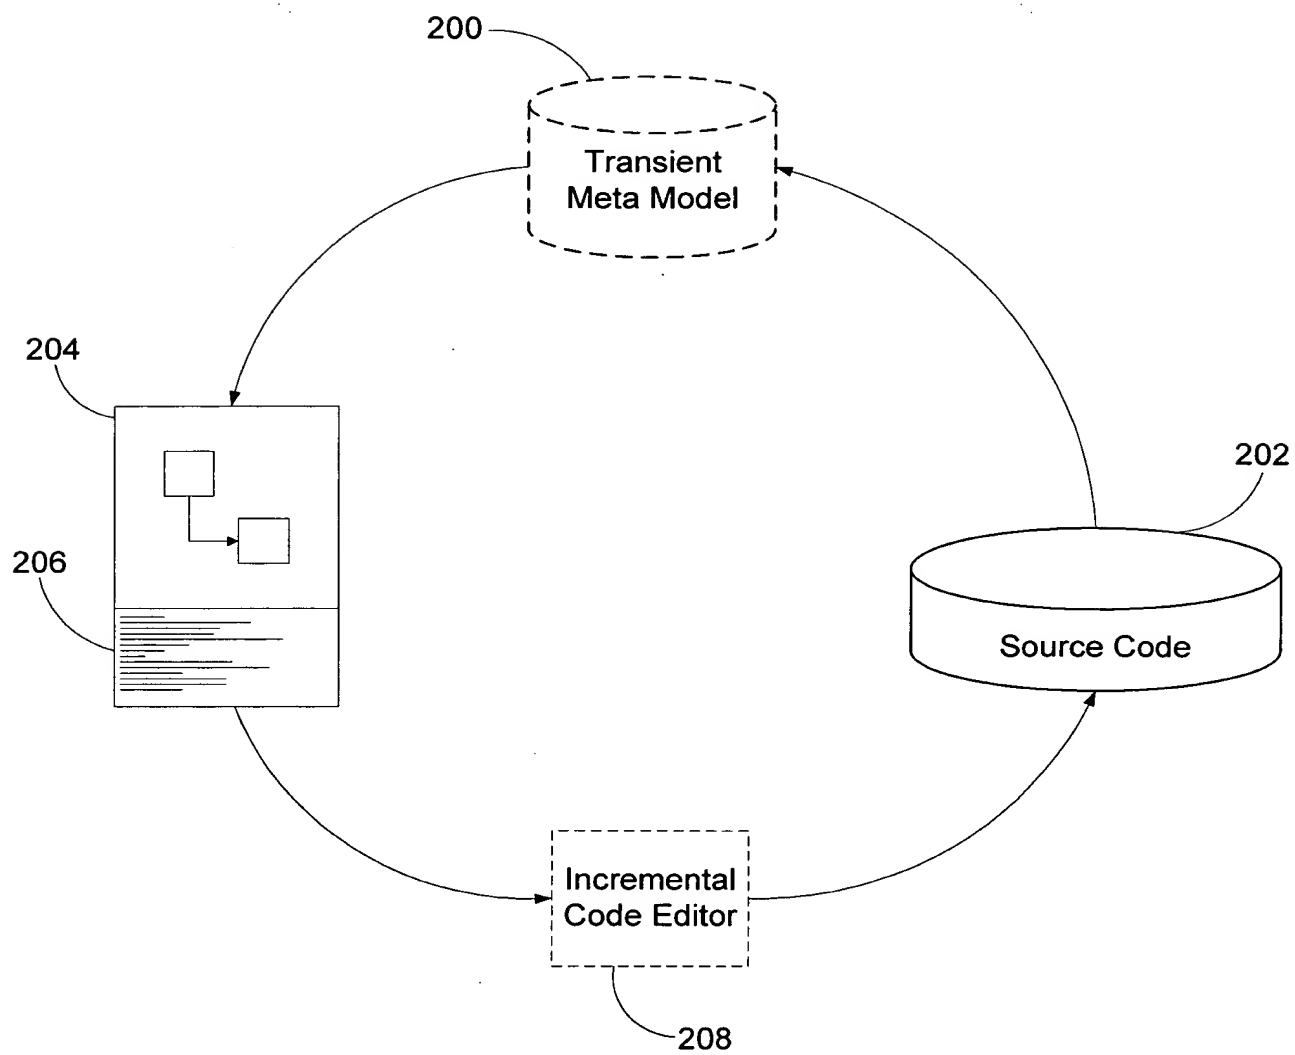 200
Transient
Meta Model
204
202
206
Source Code
Incremental
Code Editor
208